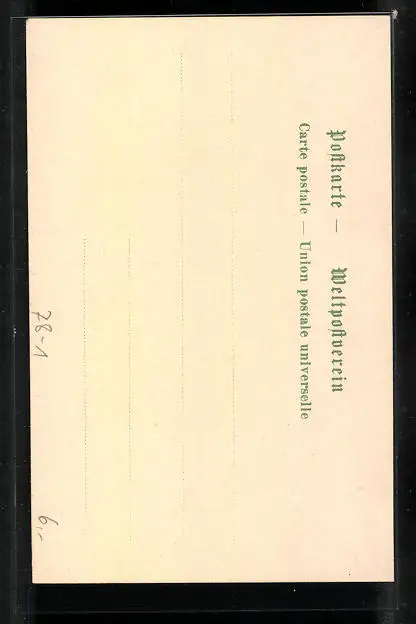 Postkarte — Weltpostverein
Carte postale — Union postale universelle
78-1
6,-